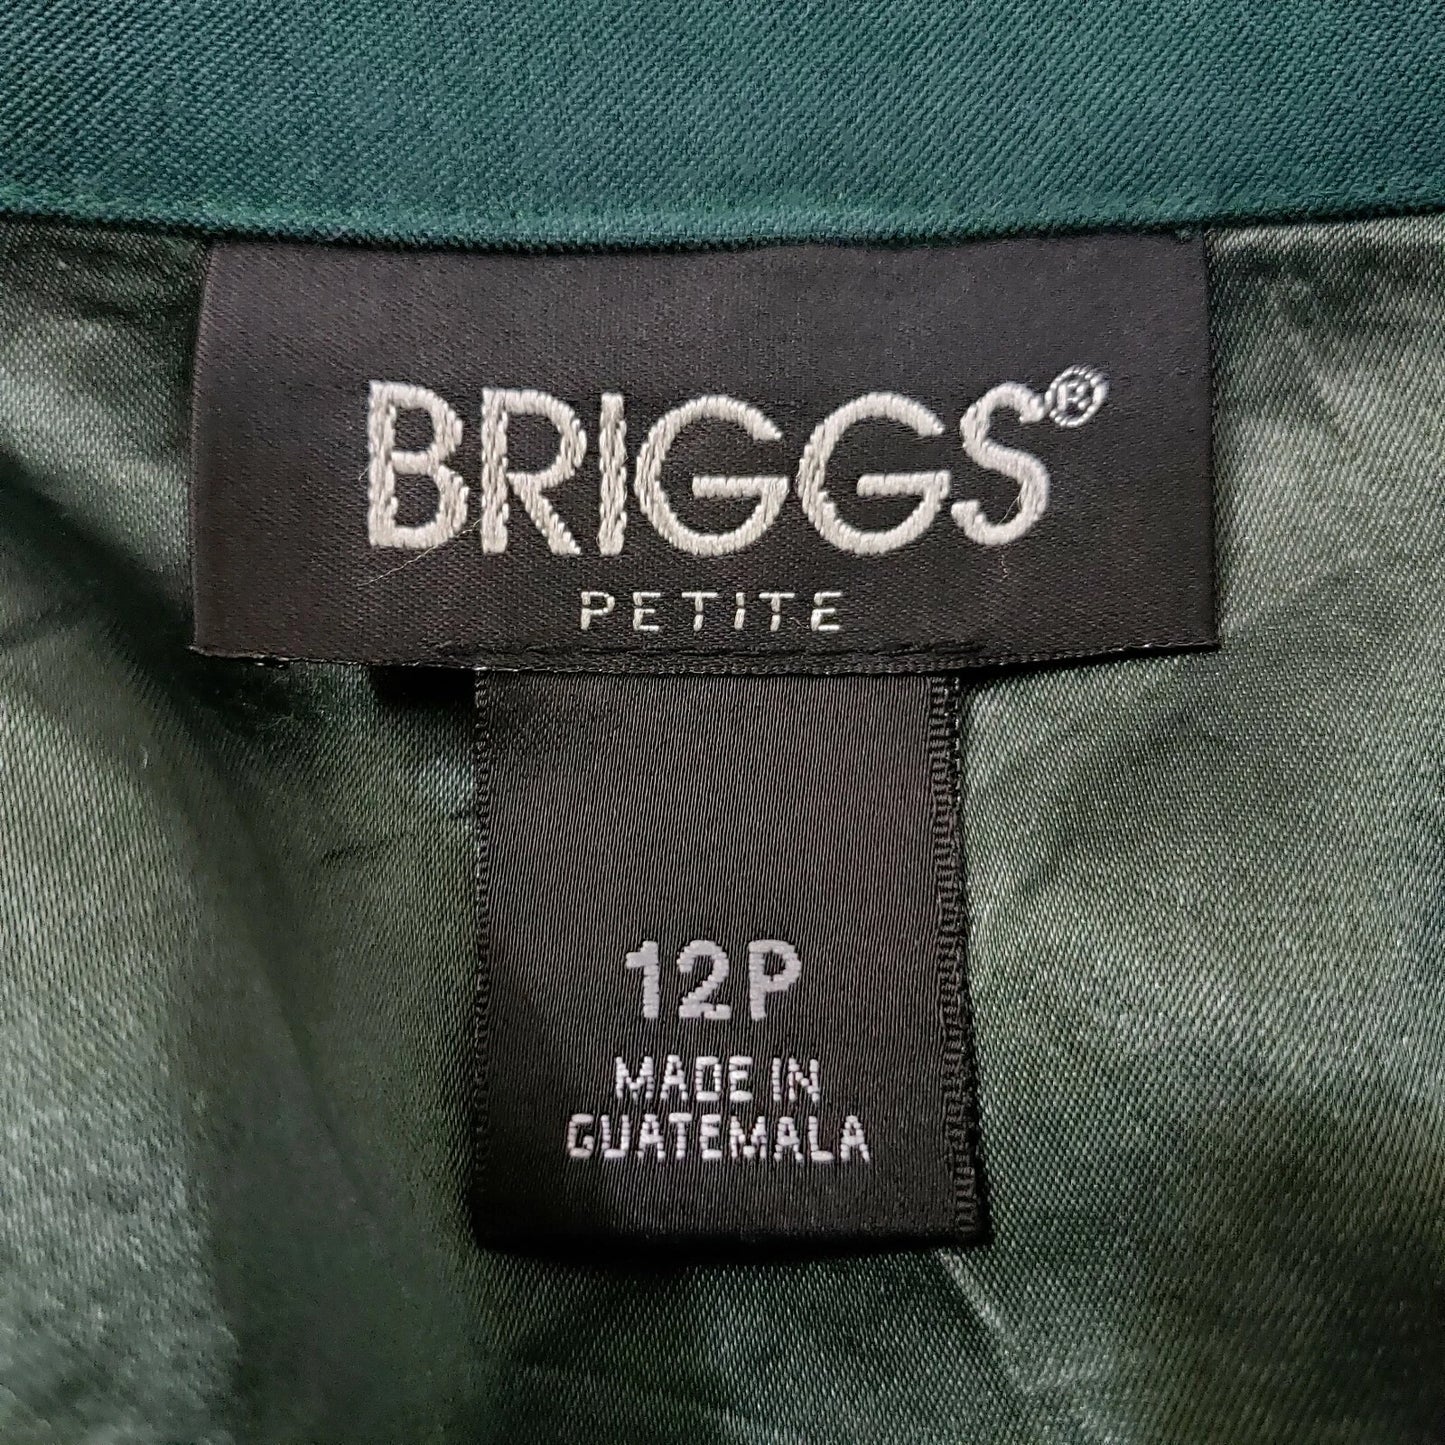 BRIGGS®
PETITE
12P
MADE IN
GUATEMALA